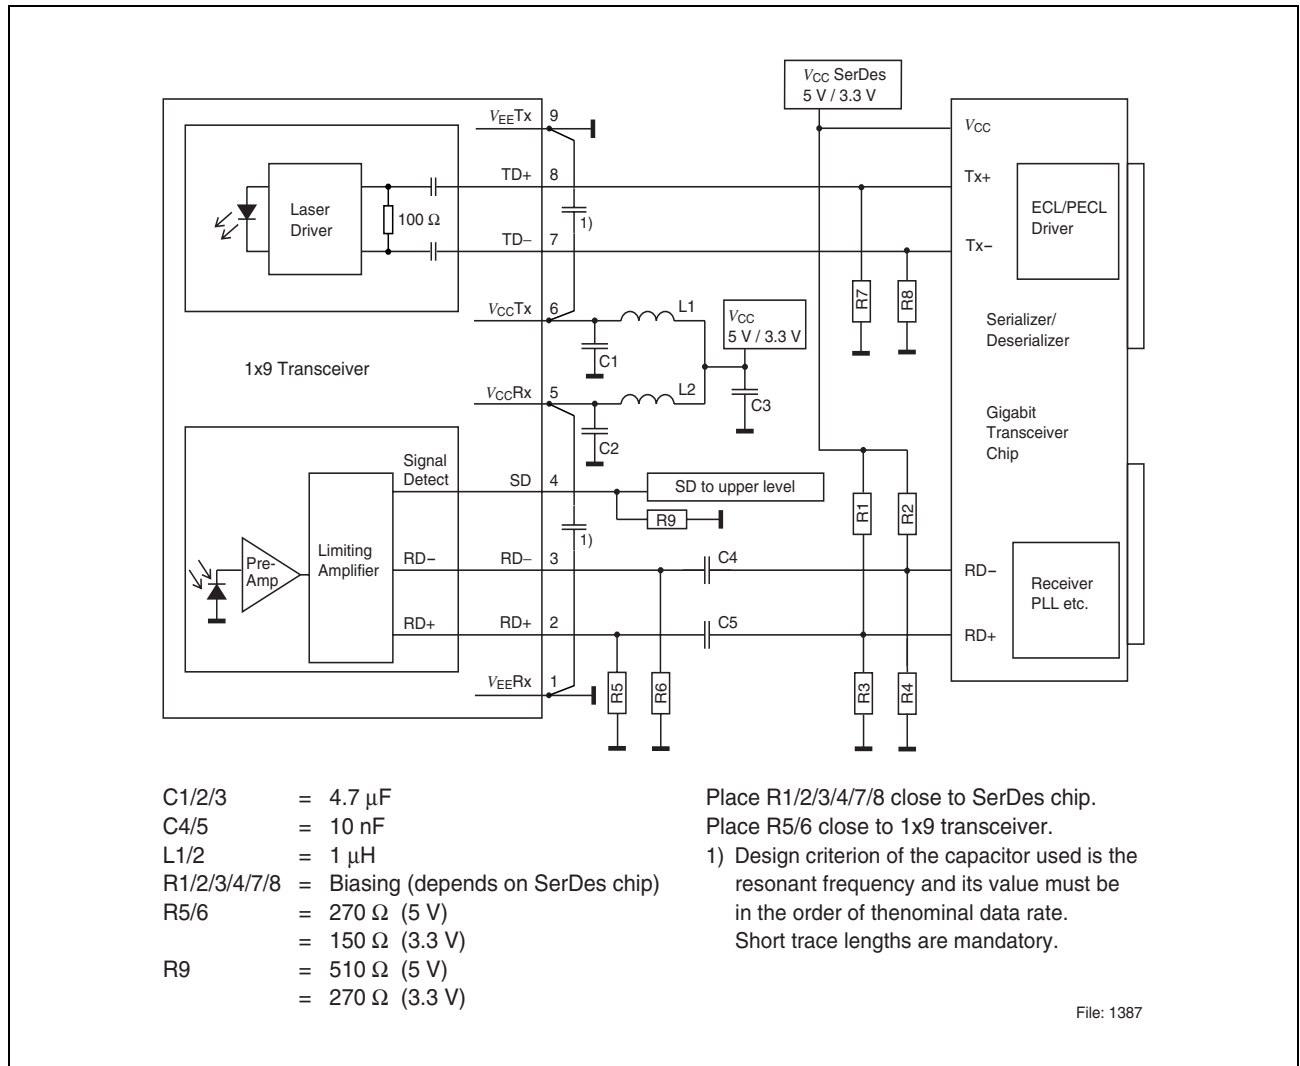 VCC SerDes
5 V / 3.3 V
VEETx 9
VCC
TD+ 8
Tx+
Laser
Driver
100 Ω
1)
ECL/PECL
Driver
TD− 7
Tx−
R7
R8
VCCTx 6
L1
VCC
5 V / 3.3 V
Serializer/
Deserializer
C1
1x9 Transceiver
VCCRx 5
L2
C3
Gigabit
Transceiver
Chip
C2
Signal
Detect
SD 4
SD to upper level
R9
R1
R2
1)
Pre-
Amp
Limiting
Amplifier
RD−
RD− 3
C4
RD−
Receiver
PLL etc.
RD+
RD+ 2
C5
RD+
VEERx 1
R5
R6
R3
R4
C1/2/3 = 4.7 µF
C4/5 = 10 nF
L1/2 = 1 µH
R1/2/3/4/7/8 = Biasing (depends on SerDes chip)
R5/6 = 270 Ω (5 V)
= 150 Ω (3.3 V)
R9 = 510 Ω (5 V)
= 270 Ω (3.3 V)
Place R1/2/3/4/7/8 close to SerDes chip.
Place R5/6 close to 1x9 transceiver.
1) Design criterion of the capacitor used is the
resonant frequency and its value must be
in the order of thenominal data rate.
Short trace lengths are mandatory.
File: 1387